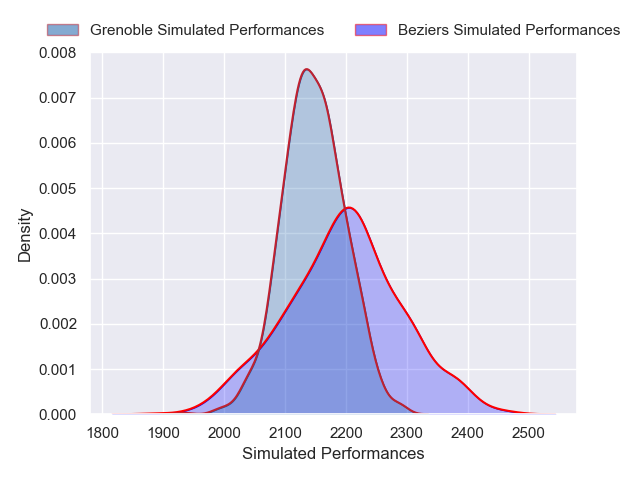 Grenoble Simulated Performances
Beziers Simulated Performances
0.008
0.007
0.006
0.005
0.004
0.003
0.002
0.001
0.000
Density
1800 1900 2000 2100 2200 2300 2400 2500
Simulated Performances